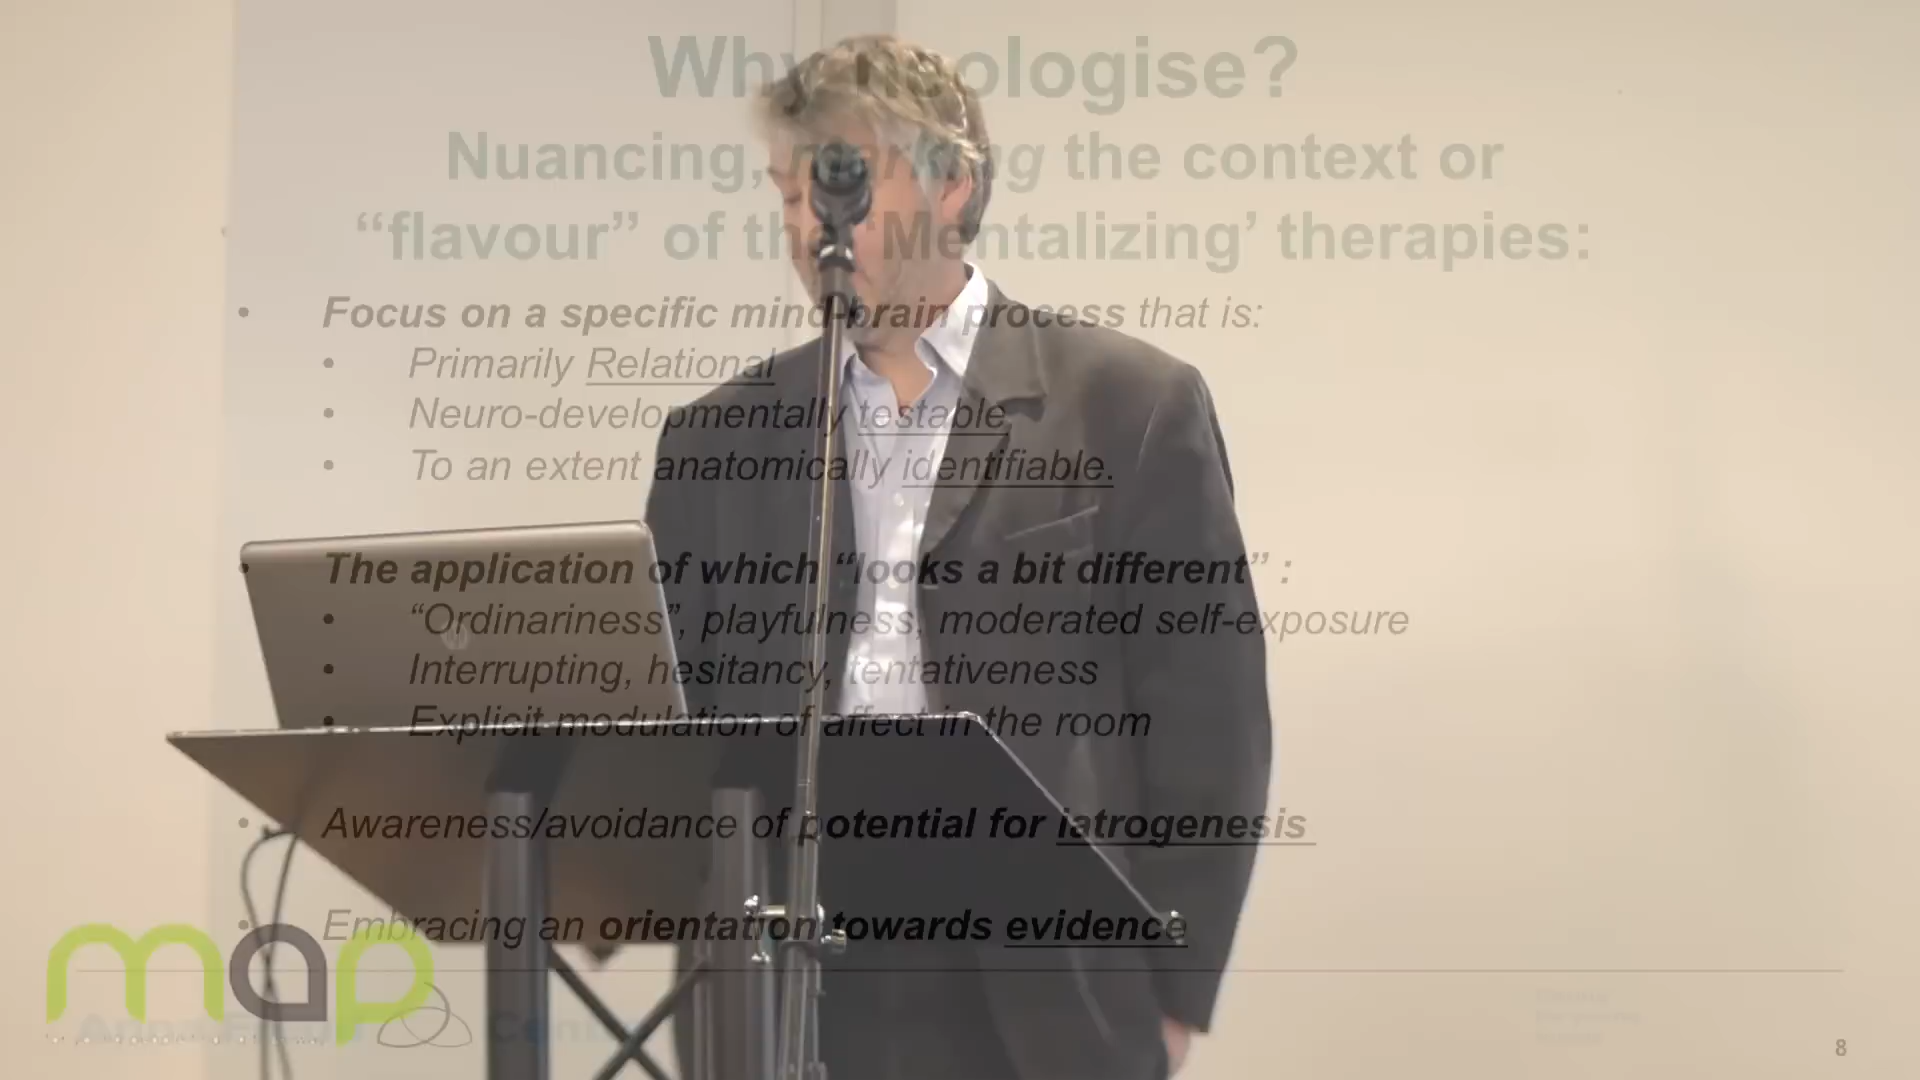 Why neologise?
Nuancing, marking the context or
“flavour” of the ‘Mentalizing’ therapies:
• Focus on a specific mind-brain process that is:
• Primarily Relational
• Neuro-developmentally testable
• To an extent anatomically identifiable.
• The application of which “looks a bit different” :
• “Ordinariness”, playfulness, moderated self-exposure
• Interrupting, hesitancy, tentativeness
• Explicit modulation of affect in the room
• Awareness/avoidance of potential for iatrogenesis
• Embracing an orientation towards evidence
map
Anna Freud Centre
8